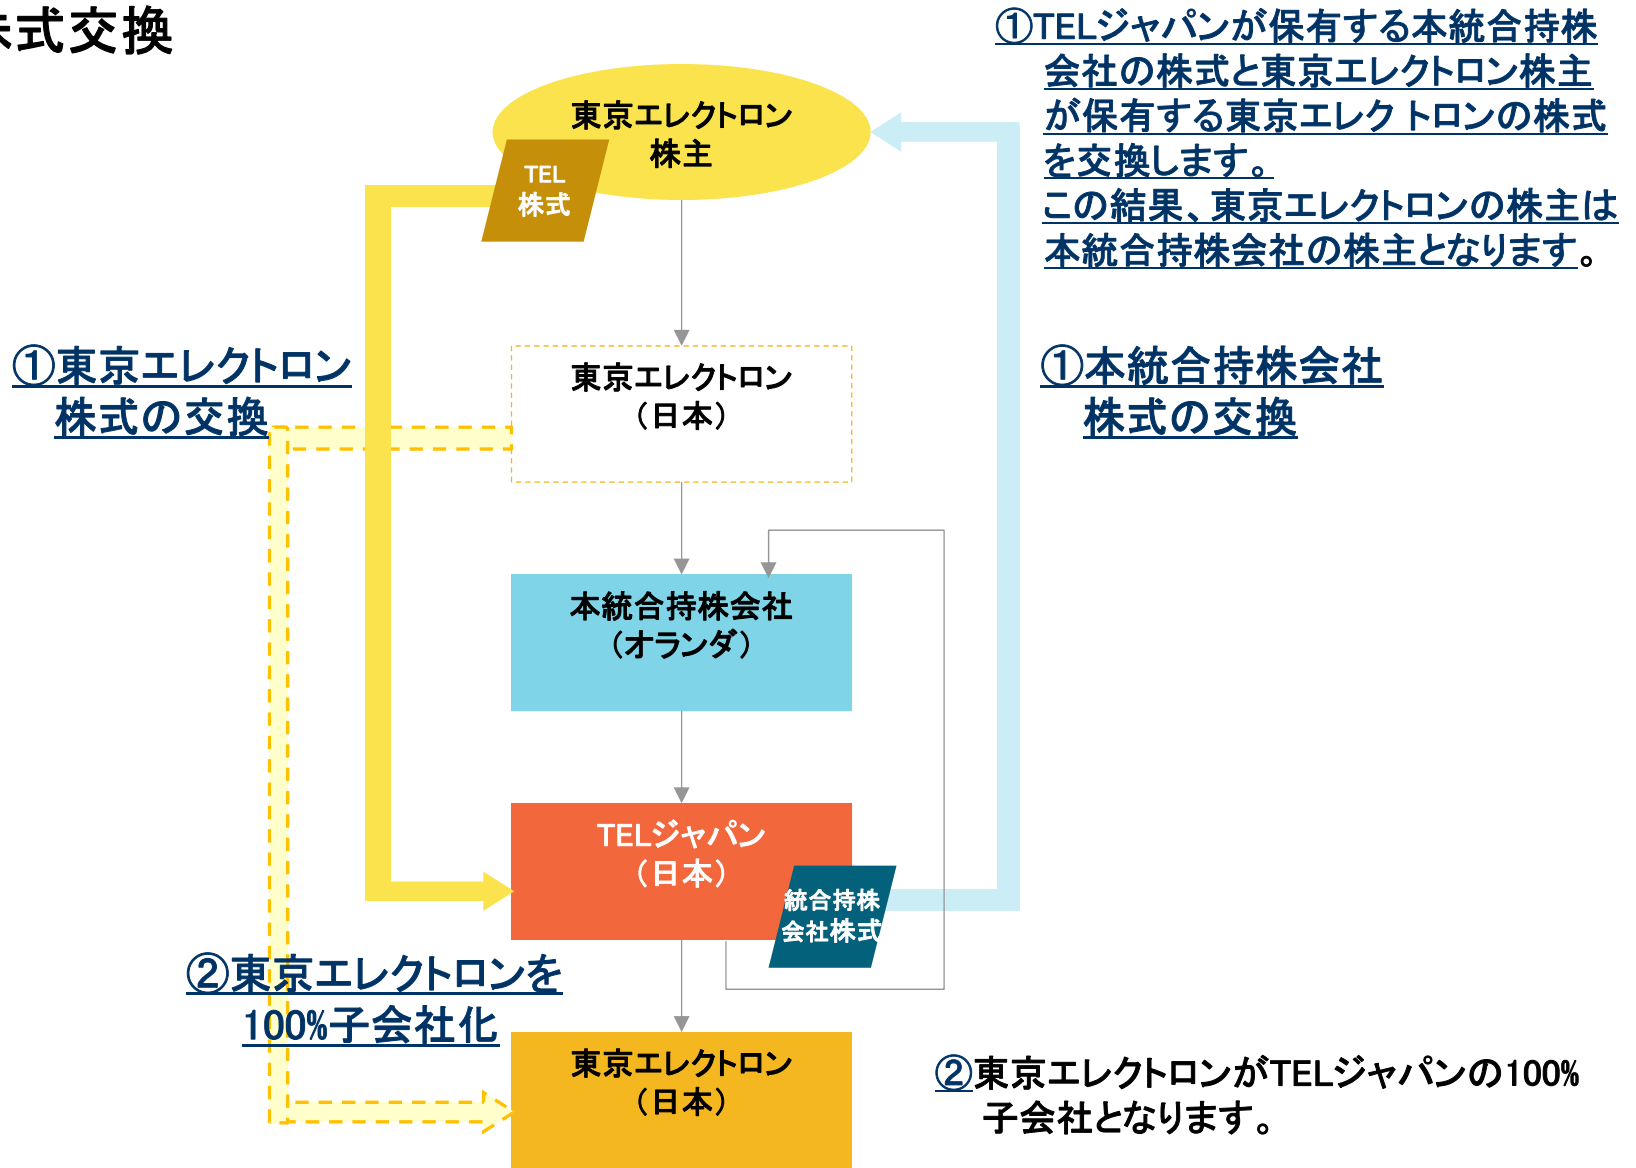 株式交換
①TELジャパンが保有する本統合持株
会社の株式と東京エレクトロン株主
が保有する東京エレクトロンの株式
を交換します。
この結果、東京エレクトロンの株主は
本統合持株会社の株主となります。
東京エレクトロン
株主
TEL
株式
①東京エレクトロン
株式の交換
東京エレクトロン
（日本）
①本統合持株会社
株式の交換
本統合持株会社
（オランダ）
TELジャパン
（日本）
統合持株
会社株式
②東京エレクトロンを
100%子会社化
東京エレクトロン
（日本）
②東京エレクトロンがTELジャパンの100%
子会社となります。